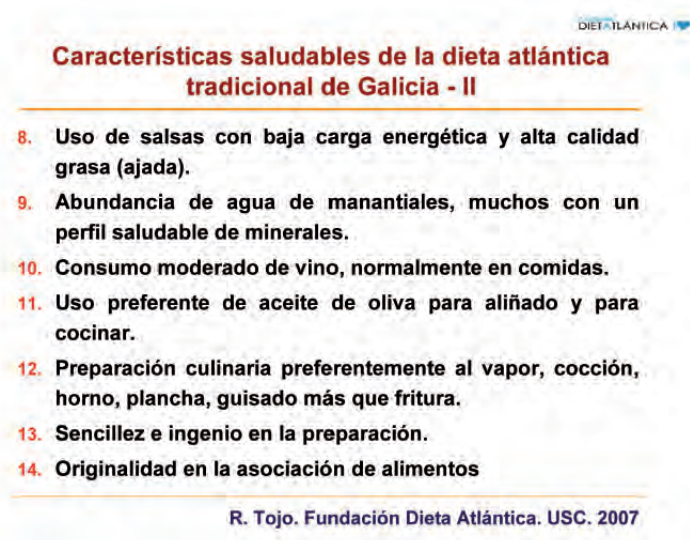 DIETATLÁNTICA
Características saludables de la dieta atlántica
tradicional de Galicia - II
8. Uso de salsas con baja carga energética y alta calidad
grasa (ajada).
9. Abundancia de agua de manantiales, muchos con un
perfil saludable de minerales.
10. Consumo moderado de vino, normalmente en comidas.
11. Uso preferente de aceite de oliva para aliñado y para
cocinar.
12. Preparación culinaria preferentemente al vapor, cocción,
horno, plancha, guisado más que fritura.
13. Sencillez e ingenio en la preparación.
14. Originalidad en la asociación de alimentos
R. Tojo. Fundación Dieta Atlántica. USC. 2007